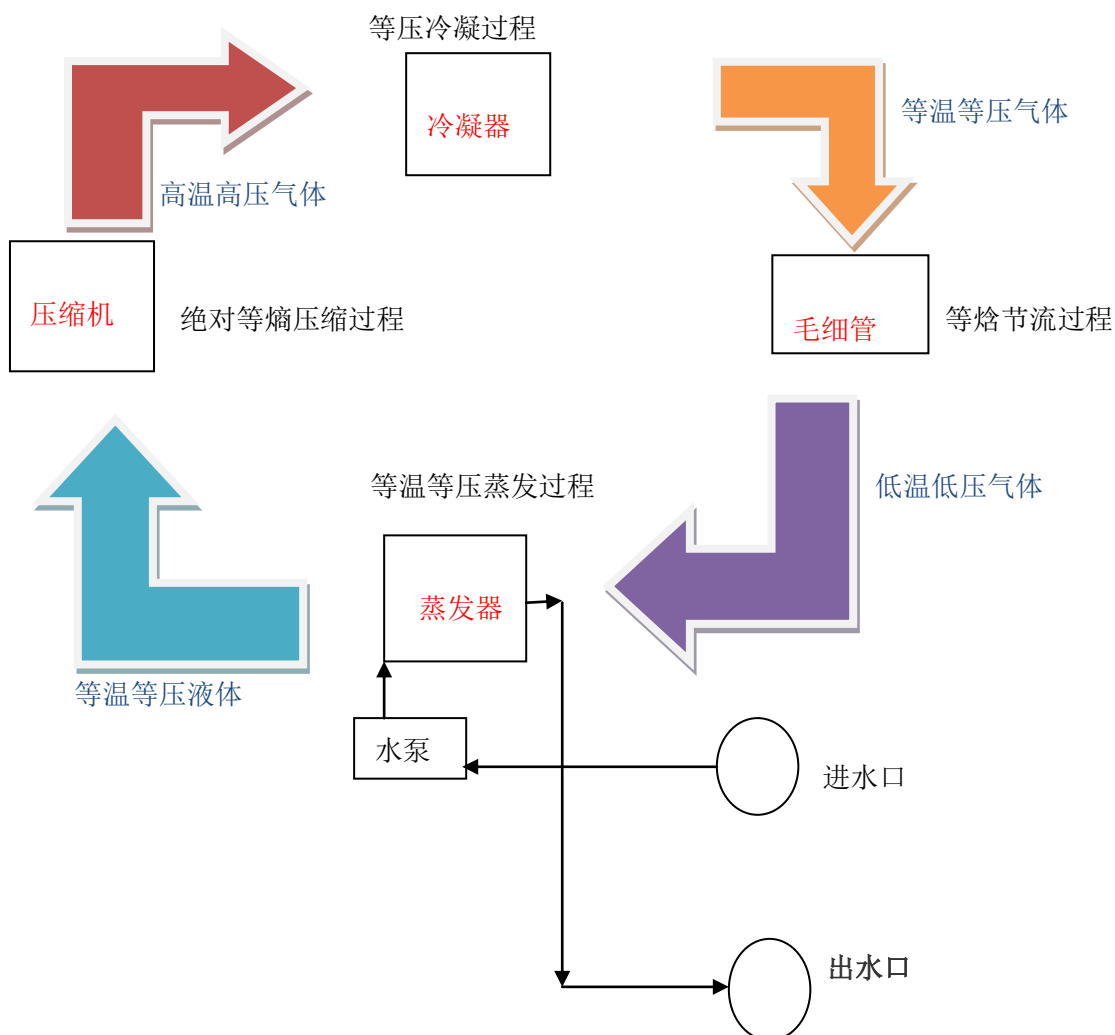 等压冷凝过程
冷凝器
等温等压气体
高温高压气体
压缩机
绝对等熵压缩过程
毛细管
等焓节流过程
等温等压蒸发过程
低温低压气体
蒸发器
等温等压液体
水泵
进水口
出水口